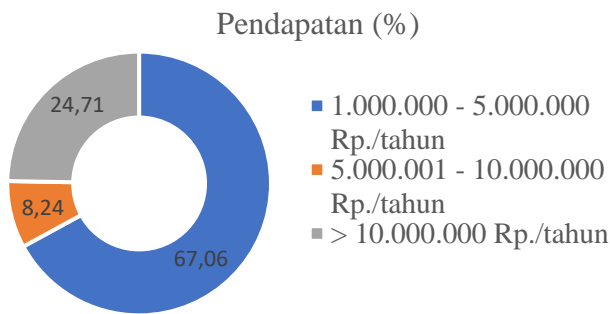 Pendapatan (%)
24,71
8,24
67,06
1.000.000 - 5.000.000
Rp./tahun
5.000.001 - 10.000.000
Rp./tahun
> 10.000.000 Rp./tahun